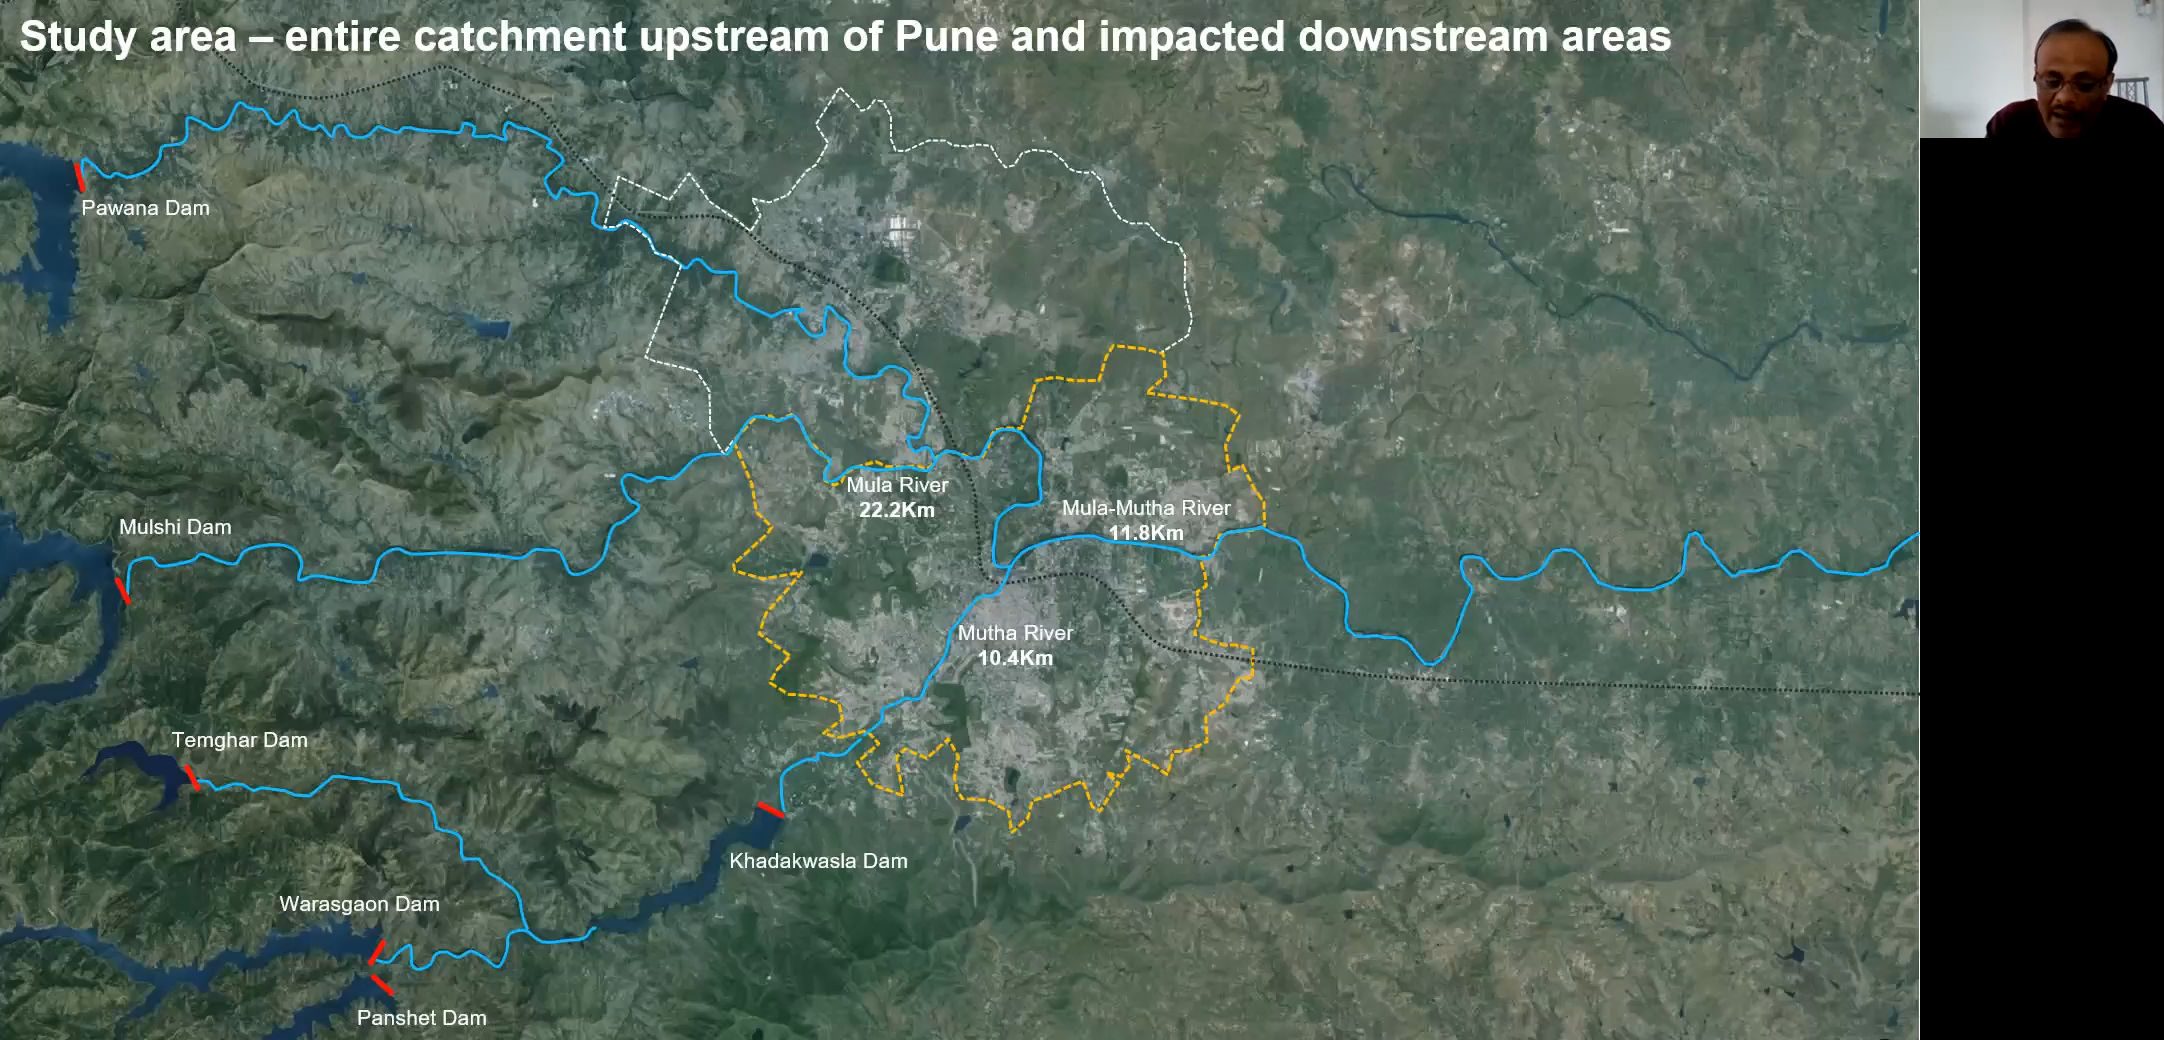 Study area – entire catchment upstream of Pune and impacted downstream areas
Pawana Dam
Mula River
22.2Km
Mula-Mutha River
11.8Km
Mulshi Dam
Mutha River
10.4Km
Temghar Dam
Khadakwasla Dam
Warasgaon Dam
Panshet Dam